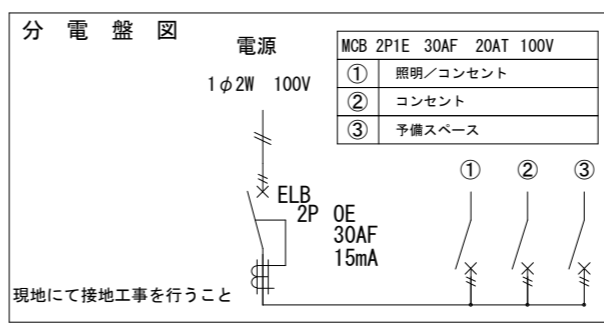 分電盤図
電源
1φ2W 100V
MCB 2P1E 30AF 20AT 100V
① 照明／コンセント
② コンセント
③ 予備スペース
① ② ③
ELB
2P 0E
30AF
15mA
現地にて接地工事を行うこと